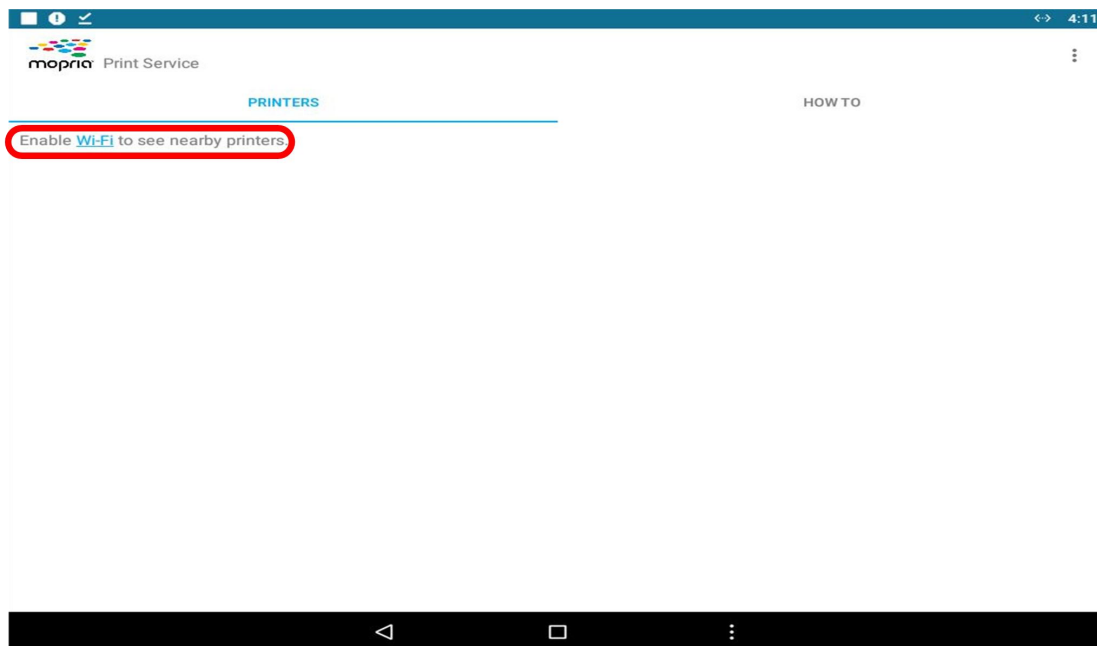 4:11
mopria Print Service
PRINTERS
HOW TO
Enable Wi-Fi to see nearby printers.